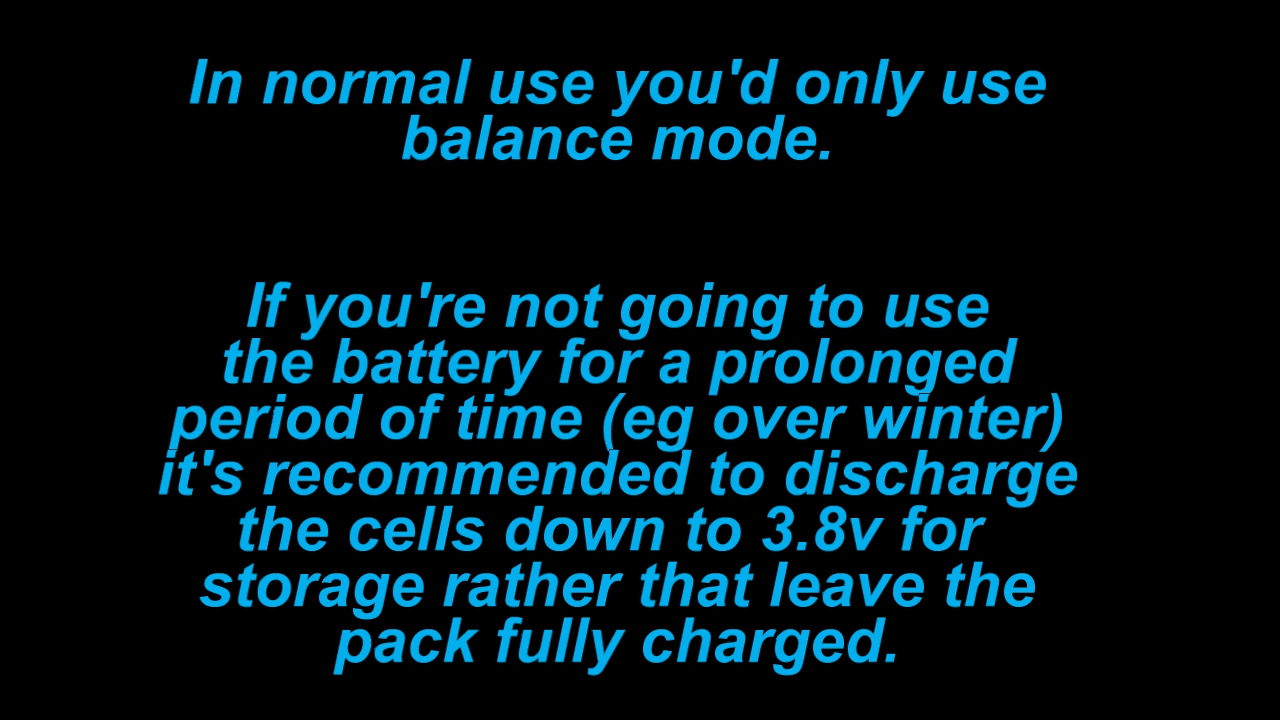 In normal use you'd only use
balance mode.
If you're not going to use
the battery for a prolonged
period of time (eg over winter)
it's recommended to discharge
the cells down to 3.8v for
storage rather that leave the
pack fully charged.